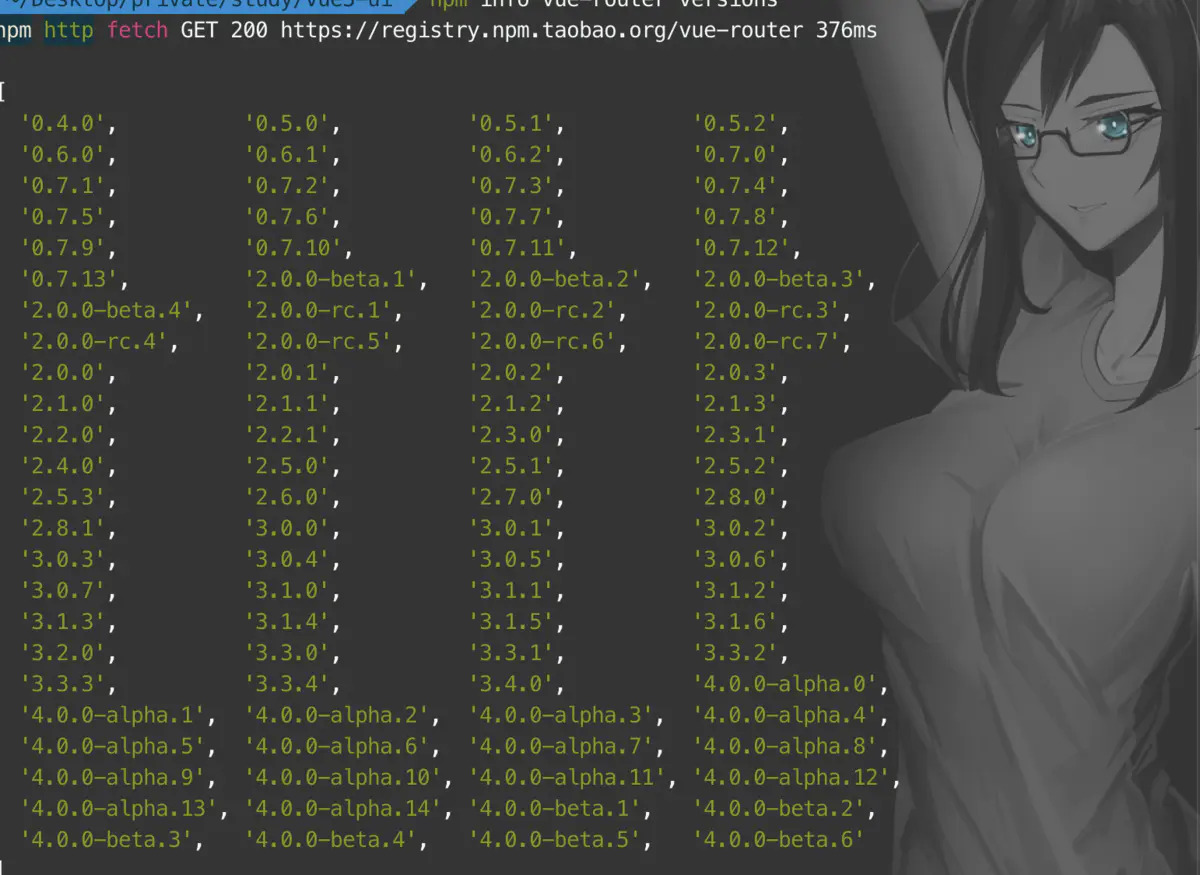 ~/Desktop/private/study/vue3-ui npm info vue-router versions
npm http fetch GET 200 https://registry.npm.taobao.org/vue-router 376ms
[
'0.4.0', '0.5.0', '0.5.1', '0.5.2',
'0.6.0', '0.6.1', '0.6.2', '0.7.0',
'0.7.1', '0.7.2', '0.7.3', '0.7.4',
'0.7.5', '0.7.6', '0.7.7', '0.7.8',
'0.7.9', '0.7.10', '0.7.11', '0.7.12',
'0.7.13', '2.0.0-beta.1', '2.0.0-beta.2', '2.0.0-beta.3',
'2.0.0-beta.4', '2.0.0-rc.1', '2.0.0-rc.2', '2.0.0-rc.3',
'2.0.0-rc.4', '2.0.0-rc.5', '2.0.0-rc.6', '2.0.0-rc.7',
'2.0.0', '2.0.1', '2.0.2', '2.0.3',
'2.1.0', '2.1.1', '2.1.2', '2.1.3',
'2.2.0', '2.2.1', '2.3.0', '2.3.1',
'2.4.0', '2.5.0', '2.5.1', '2.5.2',
'2.5.3', '2.6.0', '2.7.0', '2.8.0',
'2.8.1', '3.0.0', '3.0.1', '3.0.2',
'3.0.3', '3.0.4', '3.0.5', '3.0.6',
'3.0.7', '3.1.0', '3.1.1', '3.1.2',
'3.1.3', '3.1.4', '3.1.5', '3.1.6',
'3.2.0', '3.3.0', '3.3.1', '3.3.2',
'3.3.3', '3.3.4', '3.4.0', '4.0.0-alpha.0',
'4.0.0-alpha.1', '4.0.0-alpha.2', '4.0.0-alpha.3', '4.0.0-alpha.4',
'4.0.0-alpha.5', '4.0.0-alpha.6', '4.0.0-alpha.7', '4.0.0-alpha.8',
'4.0.0-alpha.9', '4.0.0-alpha.10', '4.0.0-alpha.11', '4.0.0-alpha.12',
'4.0.0-alpha.13', '4.0.0-alpha.14', '4.0.0-beta.1', '4.0.0-beta.2',
'4.0.0-beta.3', '4.0.0-beta.4', '4.0.0-beta.5', '4.0.0-beta.6'